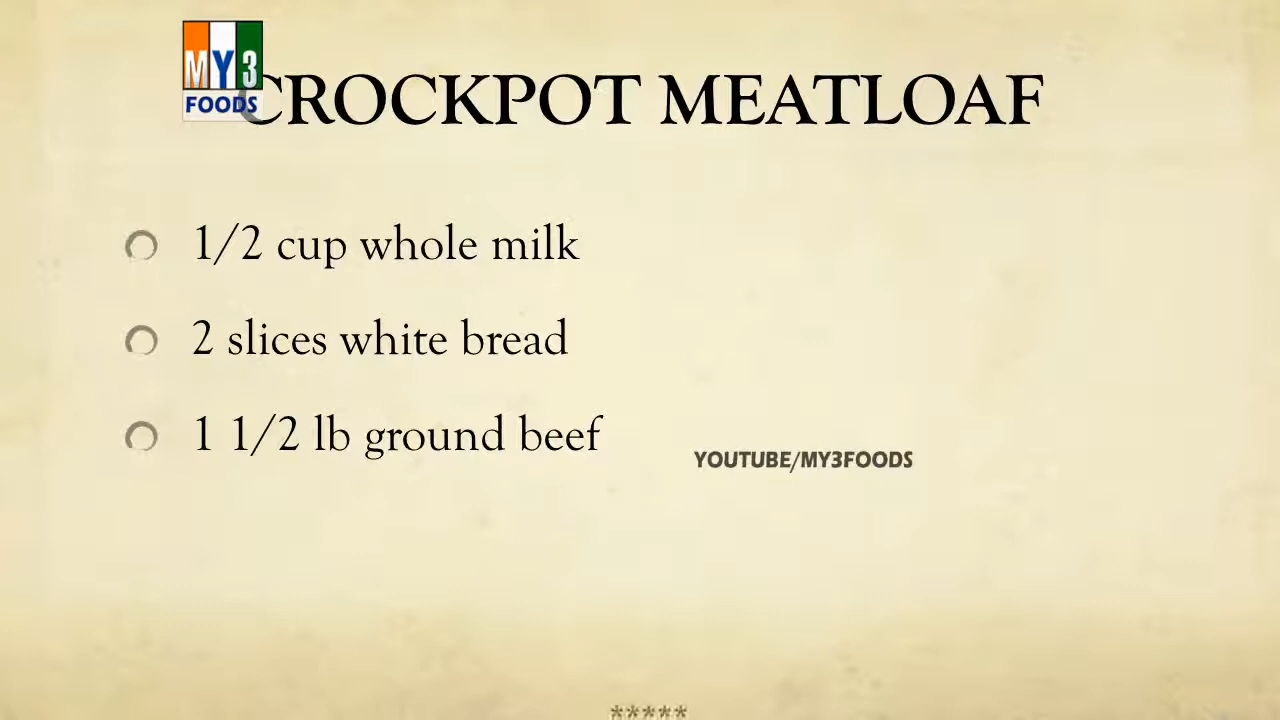 MY3
FOODS
CROCKPOT MEATLOAF
1/2 cup whole milk
2 slices white bread
1 1/2 lb ground beef
YOUTUBE/MY3FOODS
*****